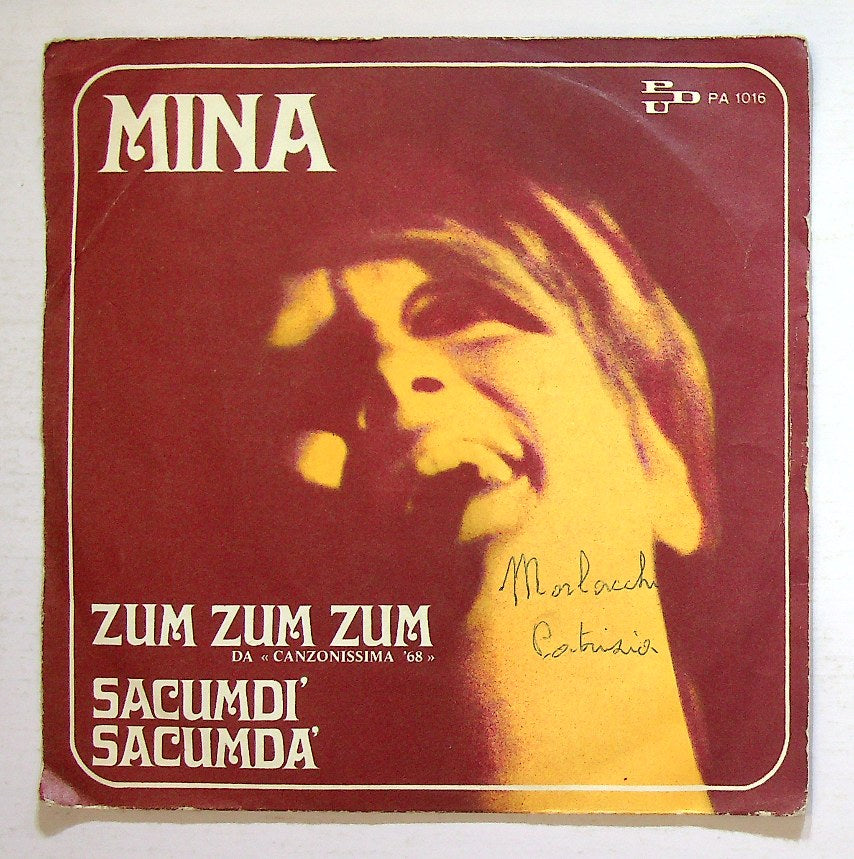 MINA
PDU PA 1016
Morlacchi
Patrizia
ZUM ZUM ZUM
DA « CANZONISSIMA '68 »
SACUMDI'
SACUMDA'